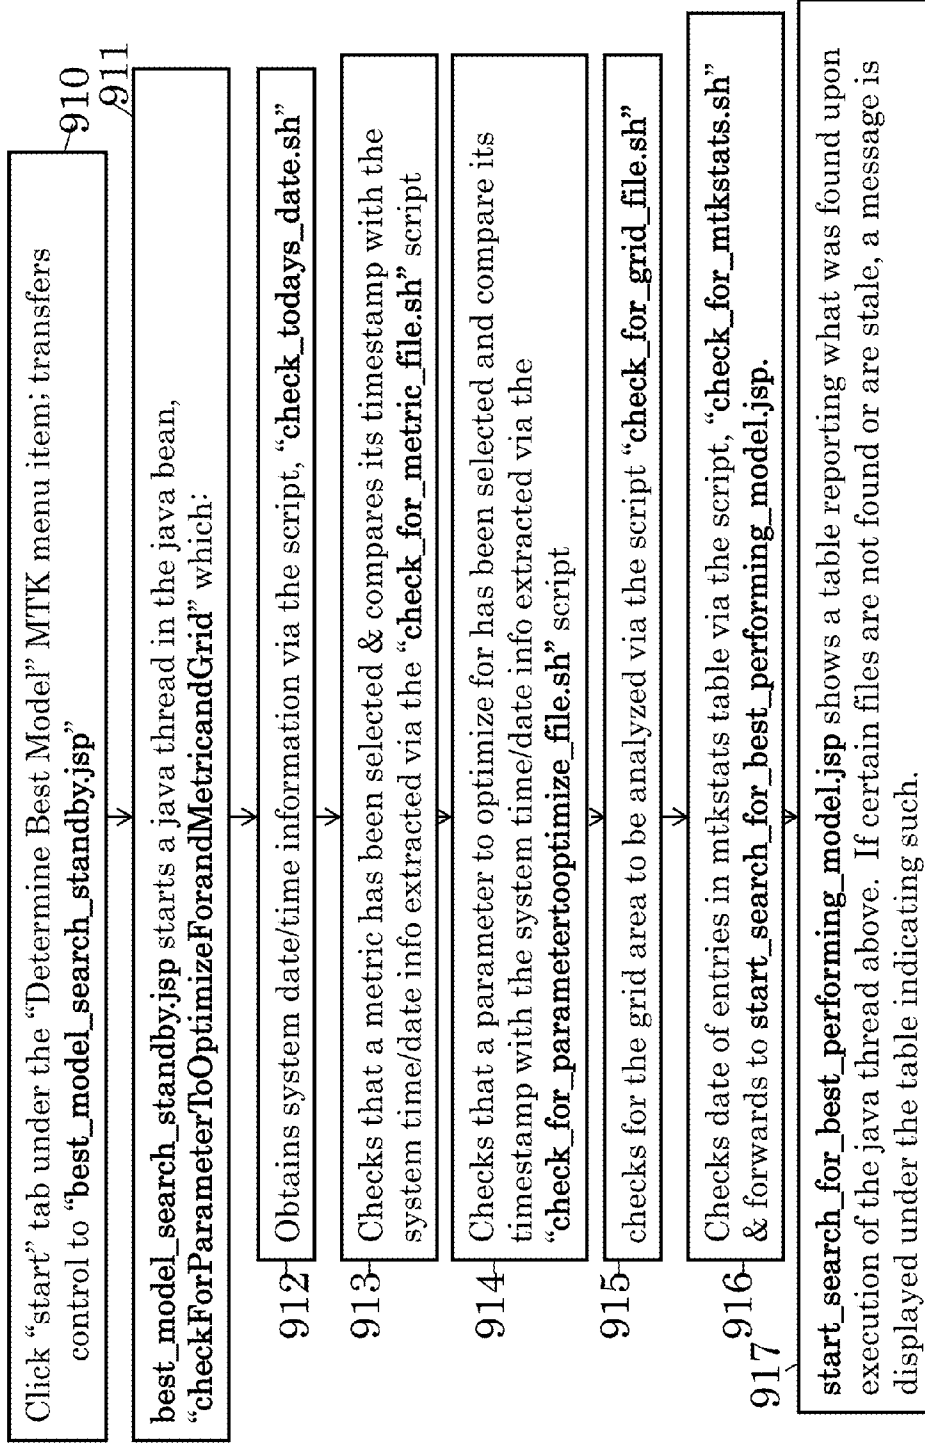 Click “start” tab under the “Determine Best Model” MTK menu item; transfers
control to “best_model_search_standby.jsp”
910
911
best_model_search_standby.jsp starts a java thread in the java bean,
“checkForParameterToOptimizeForandMetricandGrid” which:
912
Obtains system date/time information via the script, “check_todays_date.sh”
913
Checks that a metric has been selected & compares its timestamp with the
system time/date info extracted via the “check_for_metric_file.sh” script
914
Checks that a parameter to optimize for has been selected and compare its
timestamp with the system time/date info extracted via the
“check_for_parametertooptimize_file.sh” script
915
checks for the grid area to be analyzed via the script “check_for_grid_file.sh”
916
Checks date of entries in mtkstats table via the script, “check_for_mtkstats.sh”
& forwards to start_search_for_best_performing_model.jsp.
917
start_search_for_best_performing_model.jsp shows a table reporting what was found upon
execution of the java thread above. If certain files are not found or are stale, a message is
displayed under the table indicating such.